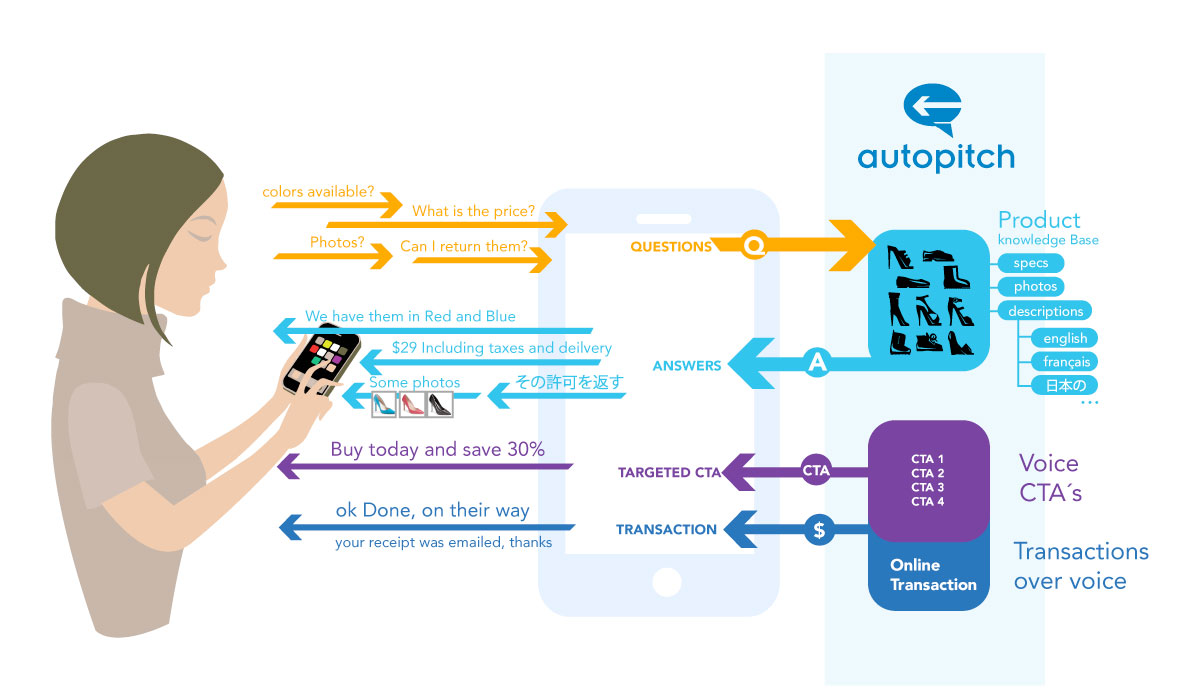 autopitch
colors available?
What is the price?
Photos?
Can I return them?
QUESTIONS
Q
Product
knowledge Base
specs
photos
descriptions
english
français
日本の
...
We have them in Red and Blue
$29 Including taxes and deilvery
Some photos
その許可を返す
ANSWERS
A
Buy today and save 30%
TARGETED CTA
CTA
CTA 1
CTA 2
CTA 3
CTA 4
Voice
CTA´s
ok Done, on their way
your receipt was emailed, thanks
TRANSACTION
$
Online
Transaction
Transactions
over voice